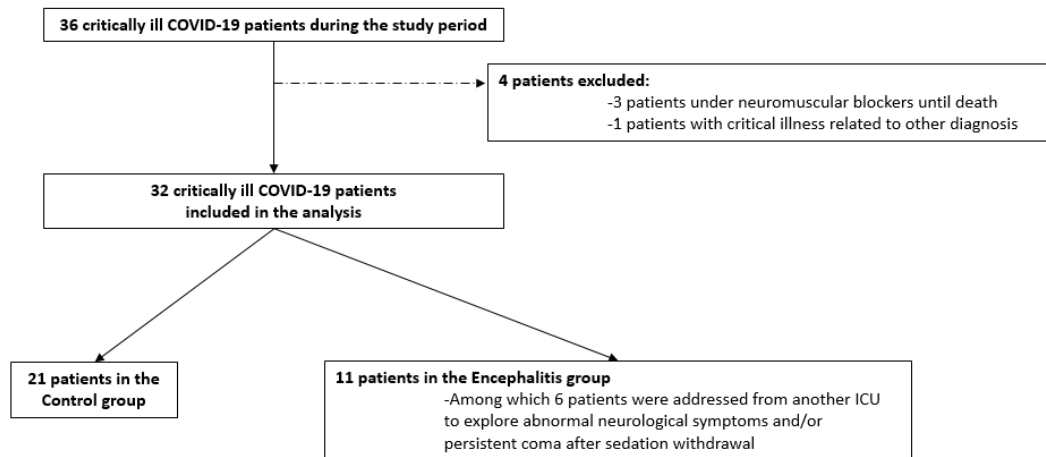 36 critically ill COVID-19 patients during the study period
4 patients excluded:
-3 patients under neuromuscular blockers until death
-1 patients with critical illness related to other diagnosis
32 critically ill COVID-19 patients
included in the analysis
21 patients in the
Control group
11 patients in the Encephalitis group
-Among which 6 patients were addressed from another ICU
to explore abnormal neurological symptoms and/or
persistent coma after sedation withdrawal